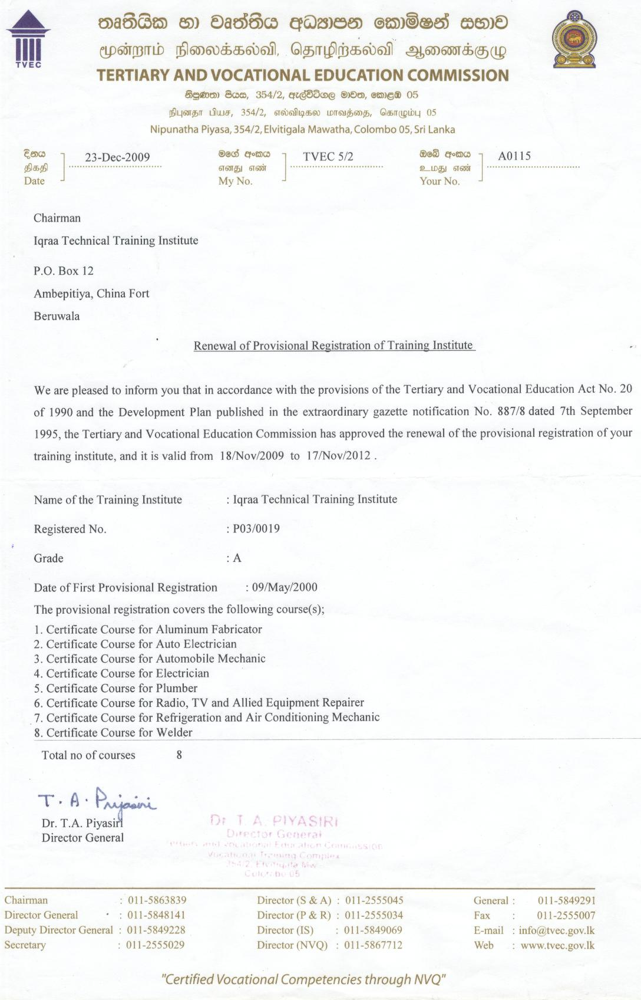 තෘතීයික හා වෘත්තීය අධ්‍යාපන කොමිෂන් සභාව
மூன்றாம் நிலைக்கல்வி, தொழிற்கல்வி ஆணைக்குழு
TVEC
TERTIARY AND VOCATIONAL EDUCATION COMMISSION
නිපුණතා පියස, 354/2, ඇල්විටිගල මාවත, කොළඹ 05
நிபுனதா பியச, 354/2, எல்விடிகல மாவத்தை, கொழும்பு 05
Nipunatha Piyasa, 354/2, Elvitigala Mawatha, Colombo 05, Sri Lanka
දිනය
திகதி
Date
23-Dec-2009
මගේ අංකය
எனது எண்
My No.
TVEC 5/2
ඔබේ අංකය
உமது எண்
Your No.
A0115
Chairman
Iqraa Technical Training Institute
P.O. Box 12
Ambepitiya, China Fort
Beruwala
Renewal of Provisional Registration of Training Institute
We are pleased to inform you that in accordance with the provisions of the Tertiary and Vocational Education Act No. 20
of 1990 and the Development Plan published in the extraordinary gazette notification No. 887/8 dated 7th September
1995, the Tertiary and Vocational Education Commission has approved the renewal of the provisional registration of your
training institute, and it is valid from 18/Nov/2009 to 17/Nov/2012 .
Name of the Training Institute : Iqraa Technical Training Institute
Registered No. : P03/0019
Grade : A
Date of First Provisional Registration : 09/May/2000
The provisional registration covers the following course(s);
1. Certificate Course for Aluminum Fabricator
2. Certificate Course for Auto Electrician
3. Certificate Course for Automobile Mechanic
4. Certificate Course for Electrician
5. Certificate Course for Plumber
6. Certificate Course for Radio, TV and Allied Equipment Repairer
7. Certificate Course for Refrigeration and Air Conditioning Mechanic
8. Certificate Course for Welder
Total no of courses 8
T. A. Piyasiri
Dr. T.A. Piyasiri
Director General
Dr T. A. PIYASIRI
Director General
Tertiary and Vocational Education Commission
Vocational Training Complex
354/2, Elvitigala Mw
Colombo 05
Chairman : 011-5863839
Director General : 011-5848141
Deputy Director General : 011-5849228
Secretary : 011-2555029
Director (S & A) : 011-2555045
Director (P & R) : 011-2555034
Director (IS) : 011-5849069
Director (NVQ) : 011-5867712
General : 011-5849291
Fax : 011-2555007
E-mail : info@tvec.gov.lk
Web : www.tvec.gov.lk
"Certified Vocational Competencies through NVQ"